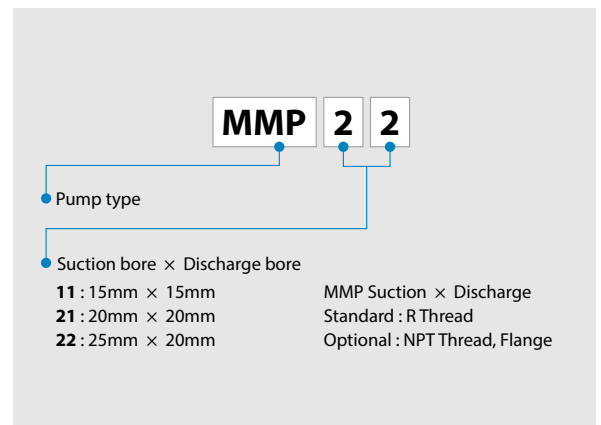 MMP 2 2
Pump type
Suction bore × Discharge bore
11 : 15mm × 15mm
21 : 20mm × 20mm
22 : 25mm × 20mm
MMP Suction × Discharge
Standard : R Thread
Optional : NPT Thread, Flange